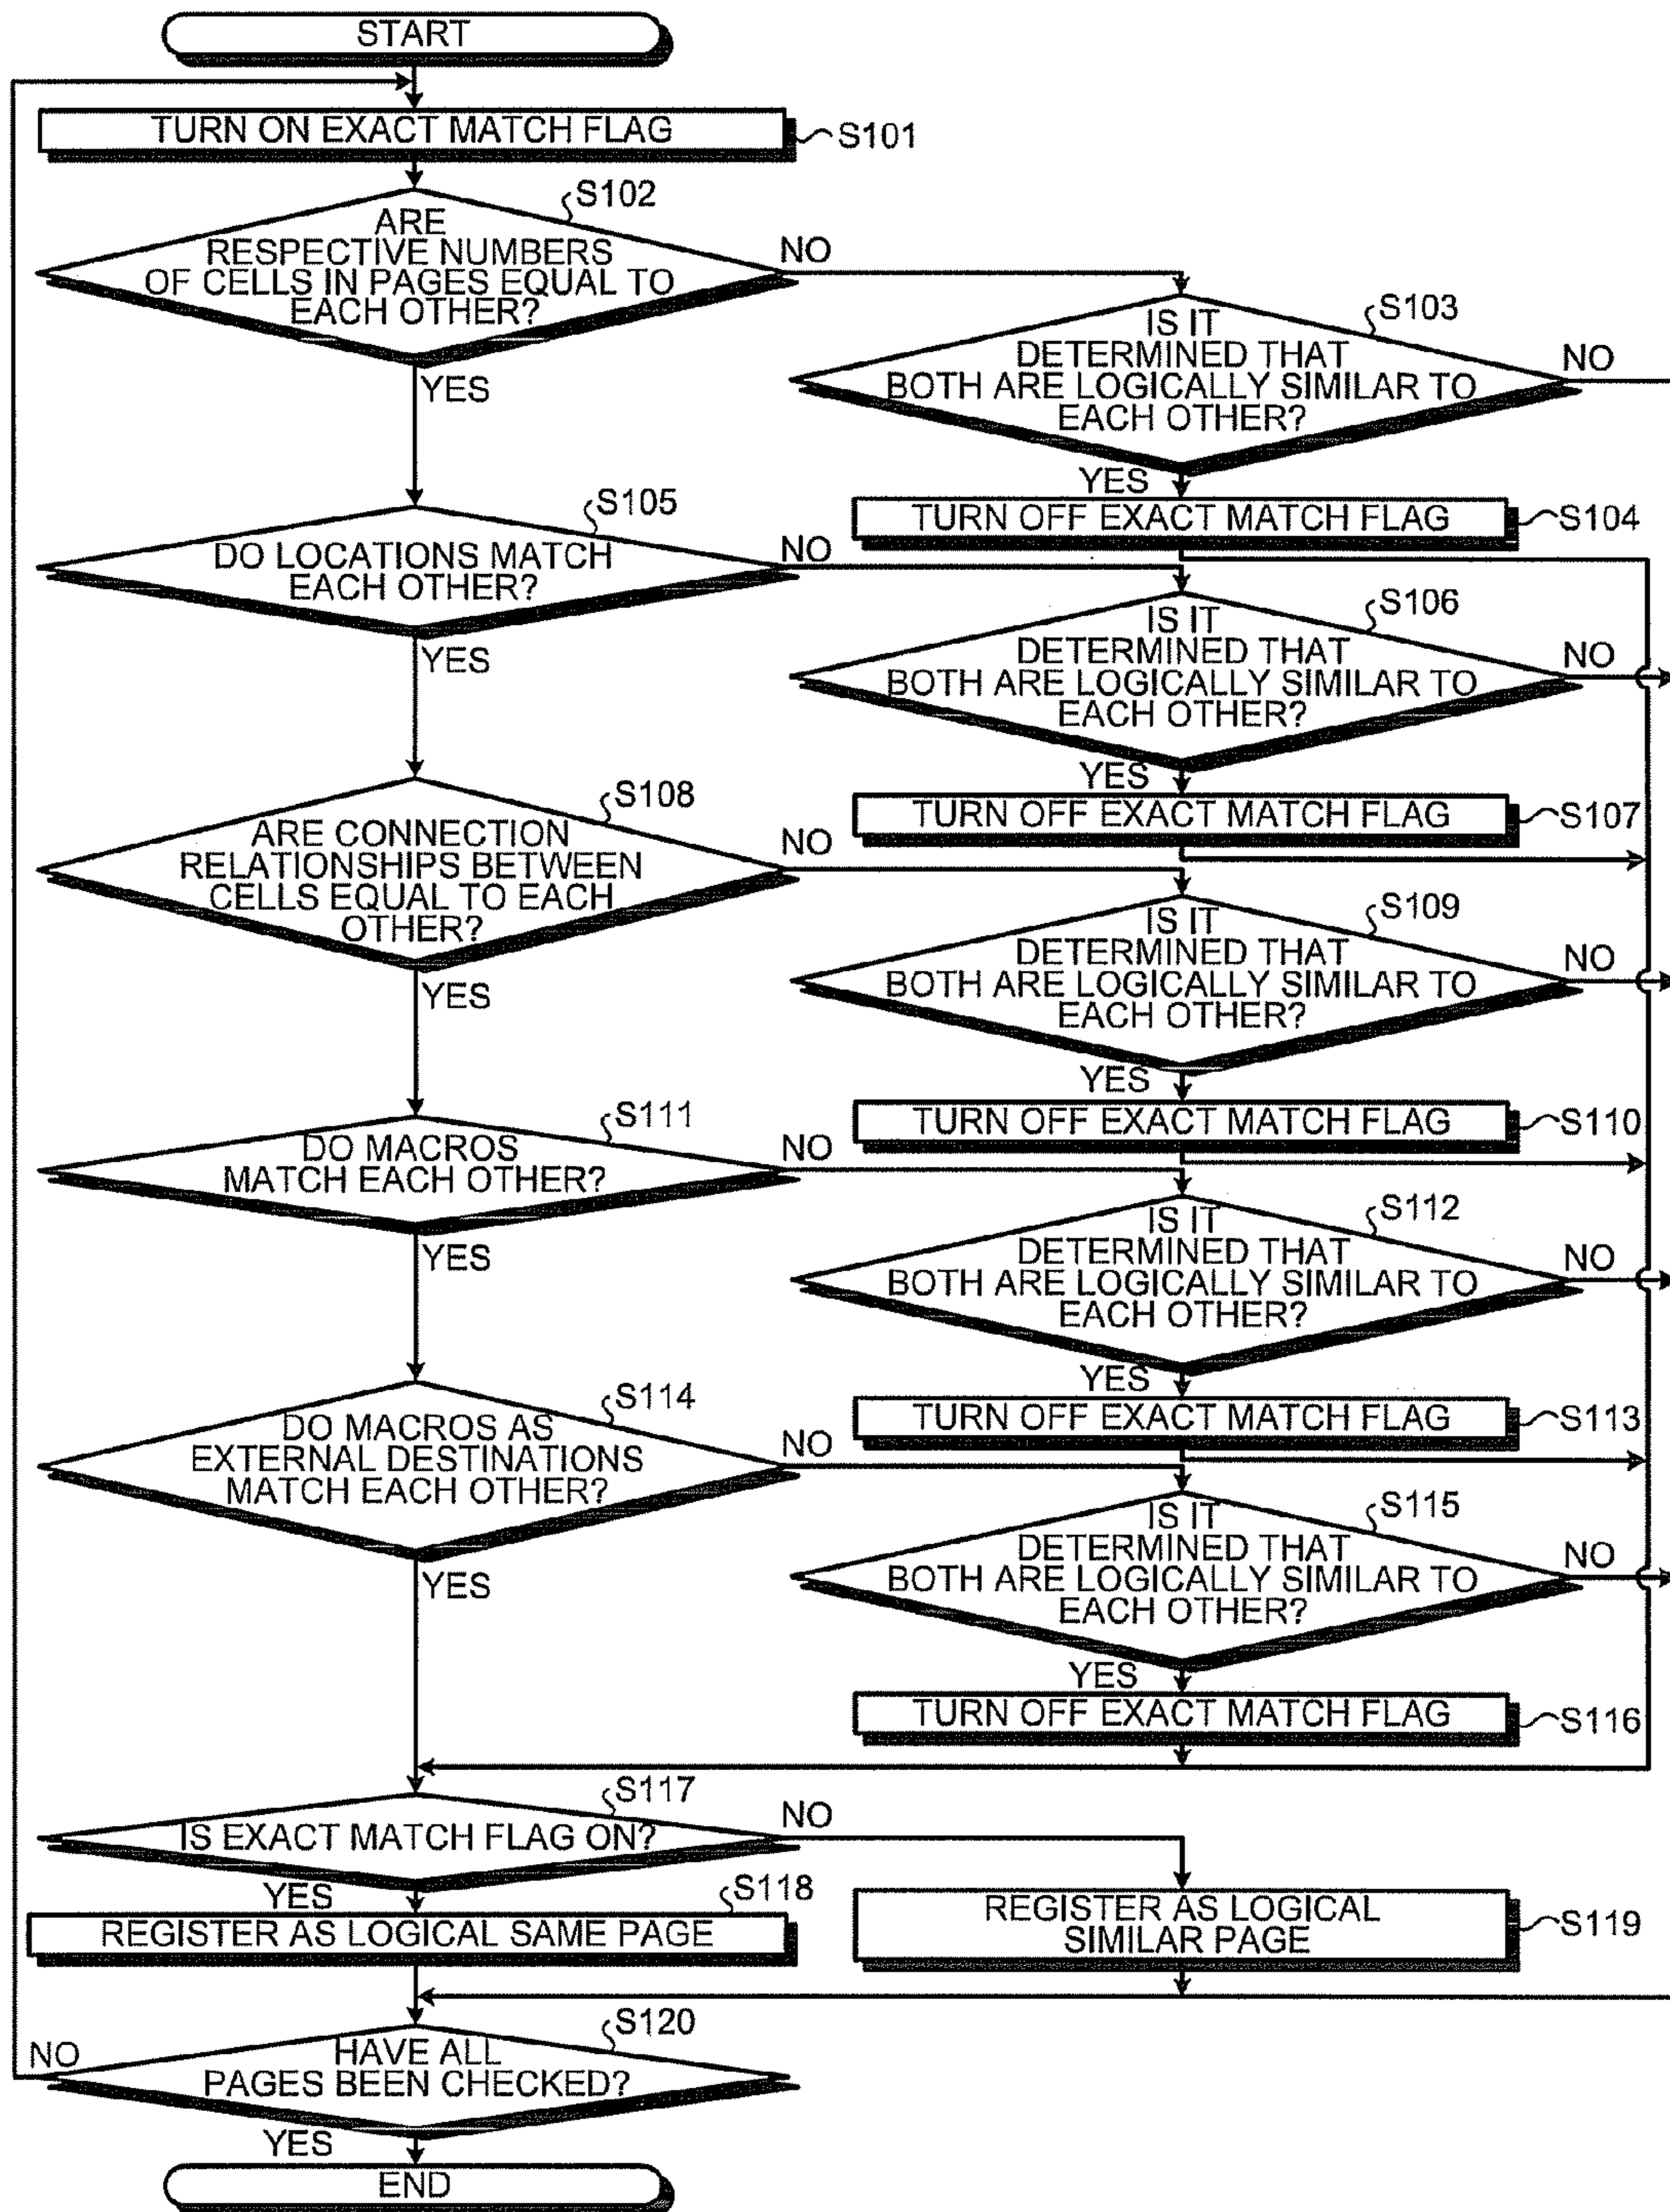 START
TURN ON EXACT MATCH FLAG
S101
S102
ARE
RESPECTIVE NUMBERS
OF CELLS IN PAGES EQUAL TO
EACH OTHER?
NO
YES
S103
IS IT
DETERMINED THAT
BOTH ARE LOGICALLY SIMILAR TO
EACH OTHER?
NO
YES
TURN OFF EXACT MATCH FLAG
S104
S105
DO LOCATIONS MATCH
EACH OTHER?
NO
YES
S106
IS IT
DETERMINED THAT
BOTH ARE LOGICALLY SIMILAR TO
EACH OTHER?
NO
YES
TURN OFF EXACT MATCH FLAG
S107
S108
ARE CONNECTION
RELATIONSHIPS BETWEEN
CELLS EQUAL TO EACH
OTHER?
NO
YES
S109
IS IT
DETERMINED THAT
BOTH ARE LOGICALLY SIMILAR TO
EACH OTHER?
NO
YES
TURN OFF EXACT MATCH FLAG
S110
S111
DO MACROS
MATCH EACH OTHER?
NO
YES
S112
IS IT
DETERMINED THAT
BOTH ARE LOGICALLY SIMILAR TO
EACH OTHER?
NO
YES
TURN OFF EXACT MATCH FLAG
S113
S114
DO MACROS AS
EXTERNAL DESTINATIONS
MATCH EACH OTHER?
NO
YES
S115
IS IT
DETERMINED THAT
BOTH ARE LOGICALLY SIMILAR TO
EACH OTHER?
NO
YES
TURN OFF EXACT MATCH FLAG
S116
S117
IS EXACT MATCH FLAG ON?
NO
YES
S118
REGISTER AS LOGICAL SAME PAGE
REGISTER AS LOGICAL
SIMILAR PAGE
S119
S120
HAVE ALL
PAGES BEEN CHECKED?
NO
YES
END